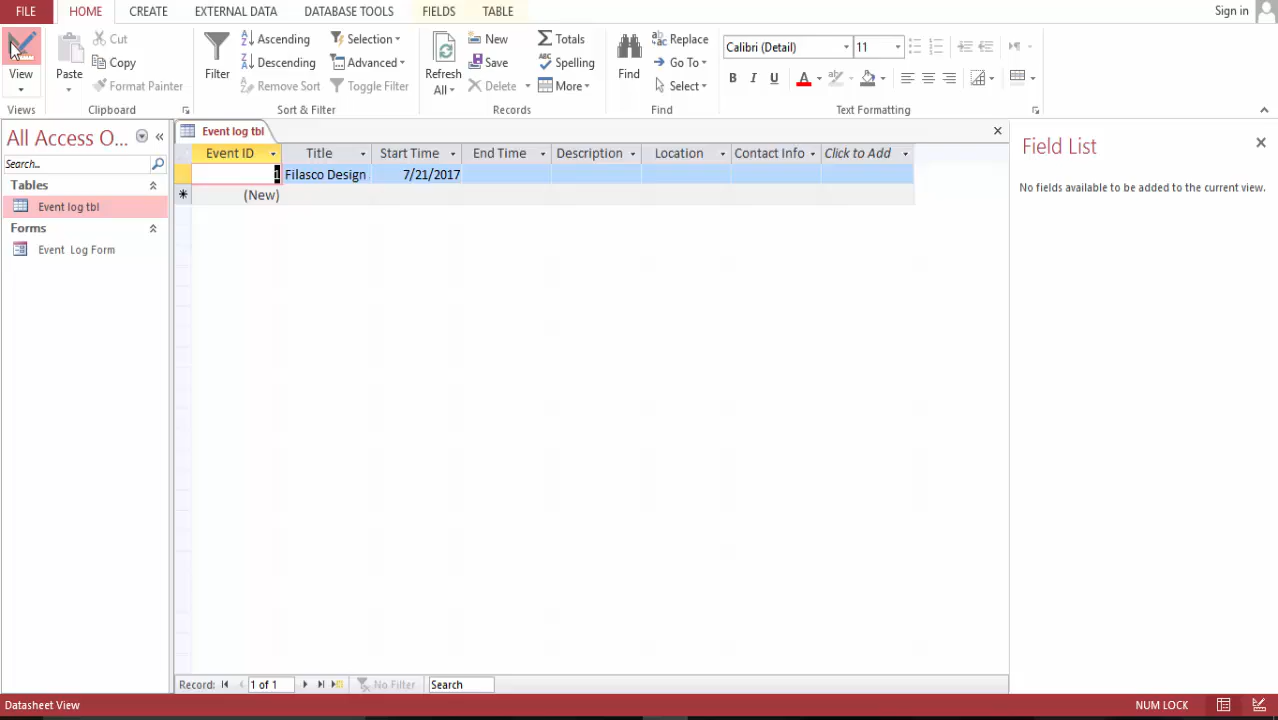 FILE HOME CREATE EXTERNAL DATA DATABASE TOOLS FIELDS TABLE Sign in
View
Views
Paste
Cut
Copy
Format Painter
Clipboard
Filter
Ascending
Descending
Remove Sort
Selection
Advanced
Toggle Filter
Sort & Filter
Refresh
All
New
Save
Delete
Totals
Spelling
More
Records
Find
Replace
Go To
Select
Find
Calibri (Detail) 11
B I U A ab
Text Formatting
All Access O...
Search...
Tables
Event log tbl
Forms
Event Log Form
Event log tbl
Event ID Title Start Time End Time Description Location Contact Info Click to Add
1 Filasco Design 7/21/2017
(New)
Field List
No fields available to be added to the current view.
Record: 1 of 1 No Filter Search
Datasheet View NUM LOCK